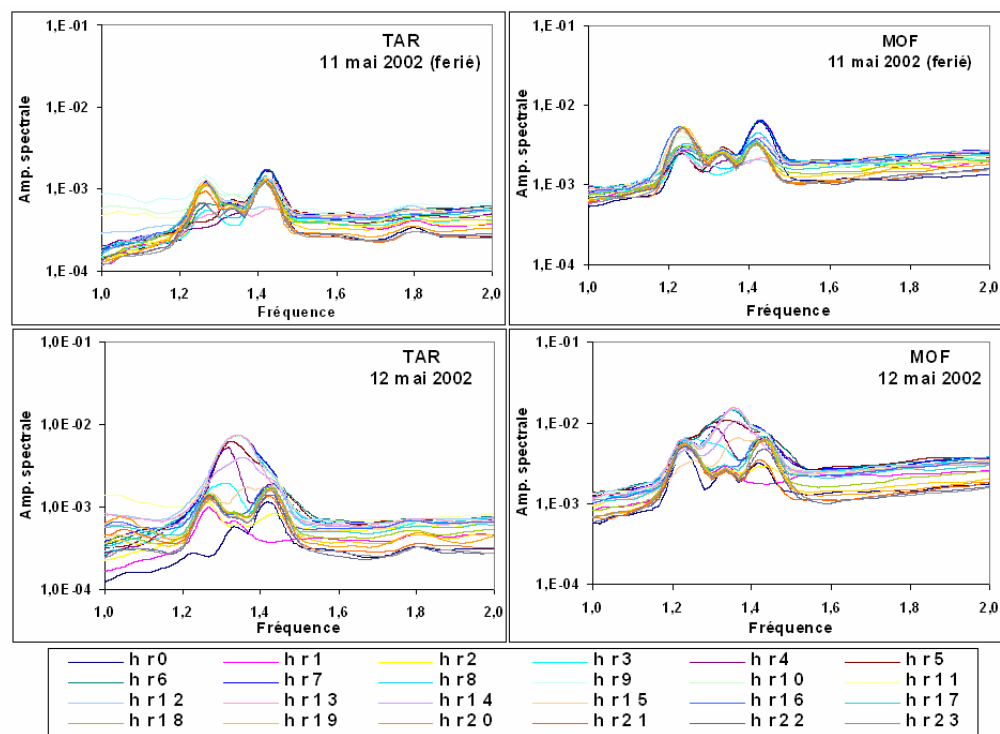 TAR
11 mai 2002 (ferié)
Amp. spectrale
1,E-01
1,E-02
1,E-03
1,E-04
1,0 1,2 1,4 1,6 1,8 2,0
Fréquence
MOF
11 mai 2002 (ferié)
Amp. spectrale
1,E-01
1,E-02
1,E-03
1,E-04
1,0 1,2 1,4 1,6 1,8 2,0
Fréquence
TAR
12 mai 2002
Amp. spectrale
1,0E-01
1,0E-02
1,0E-03
1,0E-04
1,0 1,2 1,4 1,6 1,8 2,0
Fréquence
MOF
12 mai 2002
Amp. spectrale
1,E-01
1,E-02
1,E-03
1,E-04
1,0 1,2 1,4 1,6 1,8 2,0
Fréquence
hr0 hr1 hr2 hr3 hr4 hr5
hr6 hr7 hr8 hr9 hr10 hr11
hr12 hr13 hr14 hr15 hr16 hr17
hr18 hr19 hr20 hr21 hr22 hr23